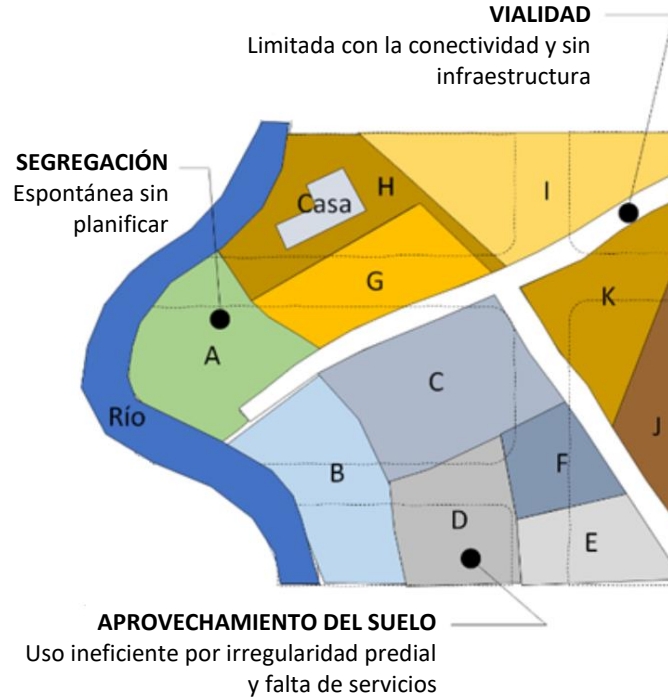 VIALIDAD
Limitada con la conectividad y sin
infraestructura
SEGREGACIÓN
Espontánea sin
planificar
Casa
H
I
G
K
A
C
Río
J
B
F
D
E
APROVECHAMIENTO DEL SUELO
Uso ineficiente por irregularidad predial
y falta de servicios